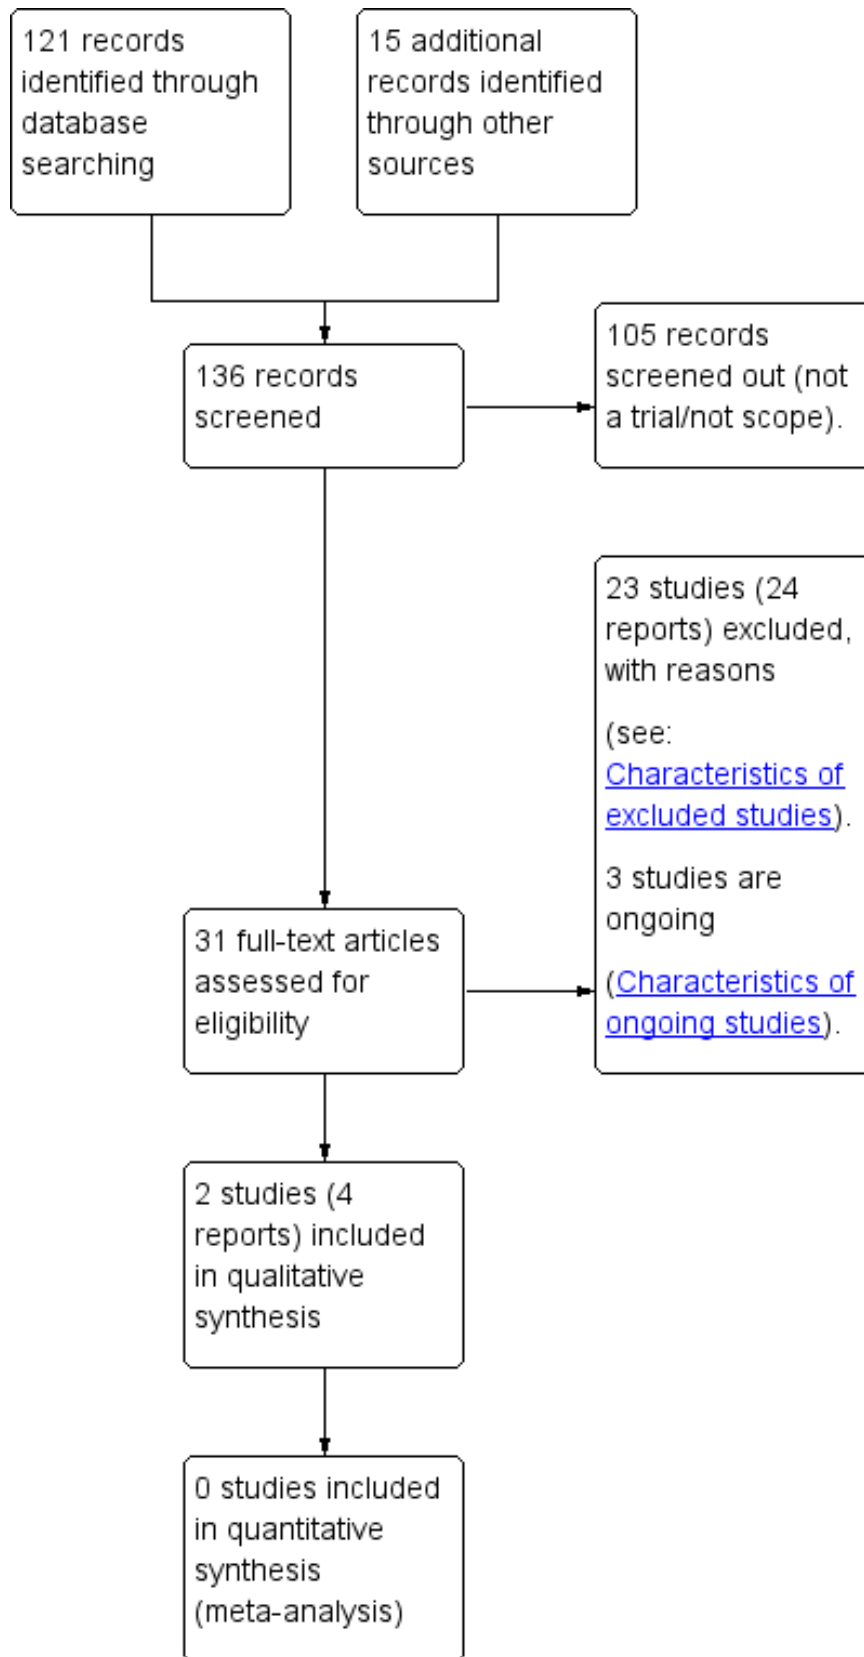 121 records
identified through
database
searching
15 additional
records identified
through other
sources
136 records
screened
105 records
screened out (not
a trial/not scope).
23 studies (24
reports) excluded,
with reasons
(see:
Characteristics of
excluded studies).
3 studies are
ongoing
(Characteristics of
ongoing studies).
31 full-text articles
assessed for
eligibility
2 studies (4
reports) included
in qualitative
synthesis
0 studies included
in quantitative
synthesis
(meta-analysis)